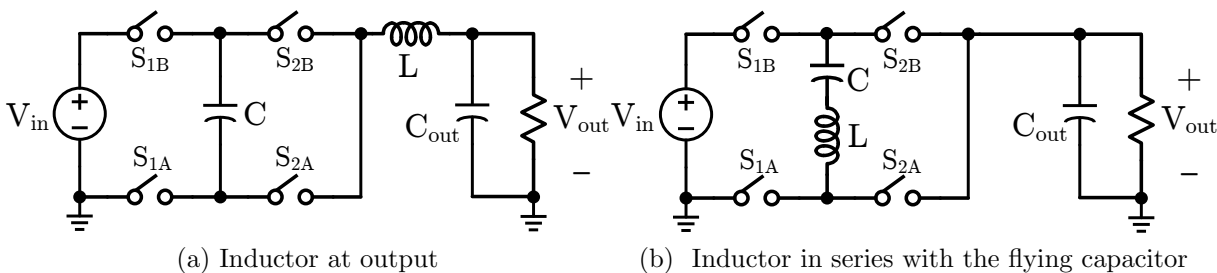 S1B
S2B
L
Vin
+
−
C
Cout
+
Vout
−
S1A
S2A
(a) Inductor at output
S1B
S2B
C
Vin
+
−
L
Cout
+
Vout
−
S1A
S2A
(b) Inductor in series with the flying capacitor